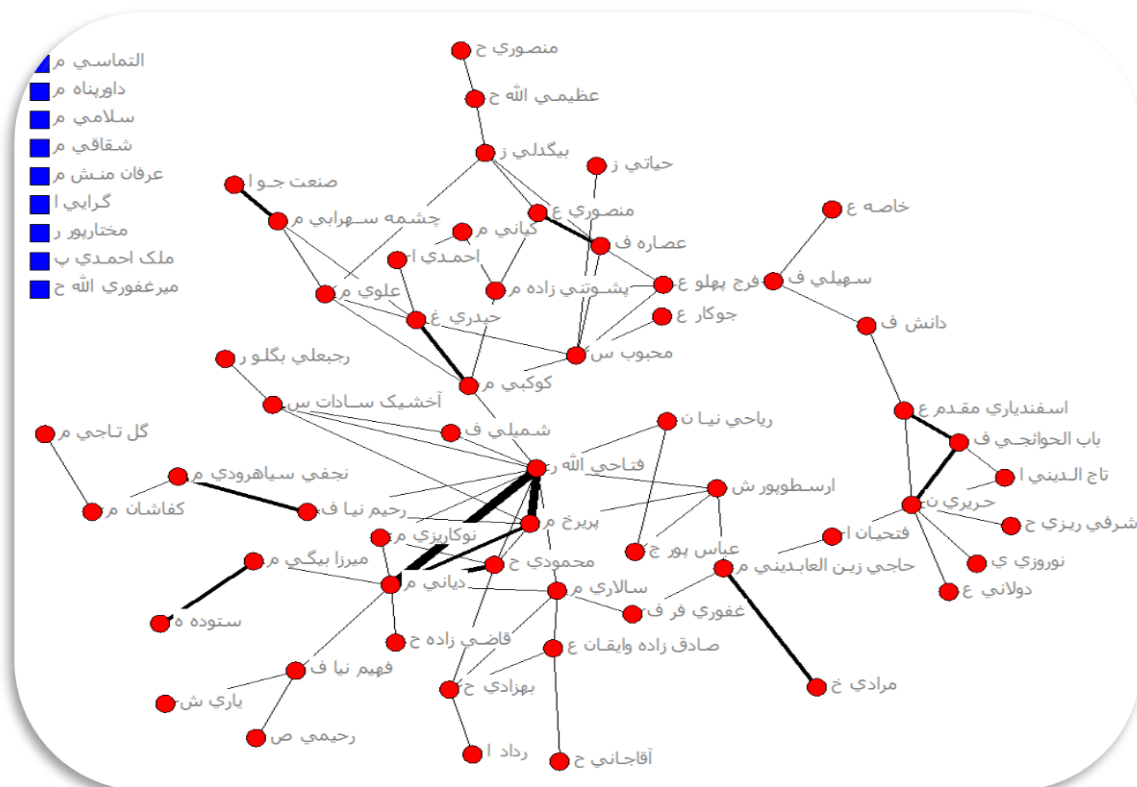 التماسي م
داورپناه م
سلامي م
شقاقي م
عرفان منش م
گرايي ا
مختارپور ر
ملک احمدي پ
ميرغفوري الله ح
منصوري ح
عظيمي الله ح
بيگدلي ز
حياتي ز
صنعت جو ا
منصوري ع
خاصه ع
چشمه سهرابي م
کياني م
عصاره ف
احمدي ا
سهيلي ف
فرج پهلو ع
پشوتني زاده م
علوي م
جوکار ع
حيدري غ
دانش ف
محبوب س
رجبعلي بگلو ر
کوکبي م
آخشيک سادات س
اسفندياري مقدم ع
رياحي نيا ن
شمبلي ف
گل تاجي م
باب الحوائجي ف
فتاحي الله ر
نجفي سياهرودي م
تاج الديني ا
ارسطوپور ش
حريري ن
کفاشان م
رحيم نيا ف
پريرخ م
شرفي ريزي ح
نوکاريزي م
فتحيان ا
عباس پور ج
ميرزا بيگي م
محمودي ح
حاجي زين العابديني م
نوروزي ي
دياني م
سالاري م
دولاني ع
غفوري فر ف
ستوده ه
قاضي زاده ح
صادق زاده وايقان ع
فهيم نيا ف
بهزادي ح
مرادي خ
ياري ش
رحيمي ص
رداد ا
آقاجاني ح